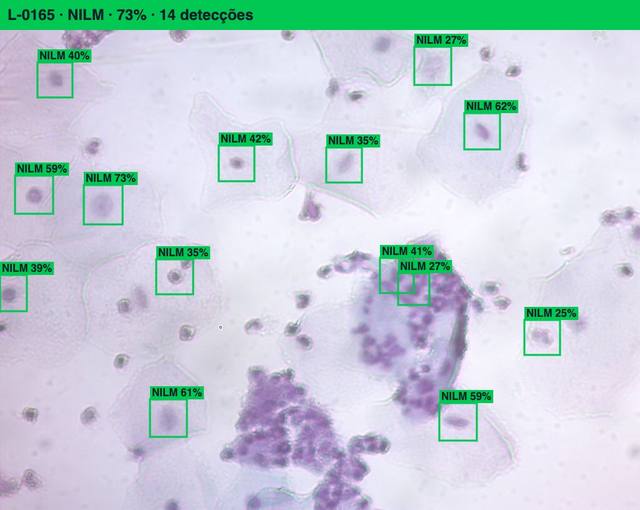 L-0165 · NILM · 73% · 14 detecções
NILM 27%
NILM 40%
NILM 62%
NILM 42%
NILM 35%
NILM 59%
NILM 73%
NILM 41%
NILM 35%
NILM 27%
NILM 39%
NILM 25%
NILM 61%
NILM 59%